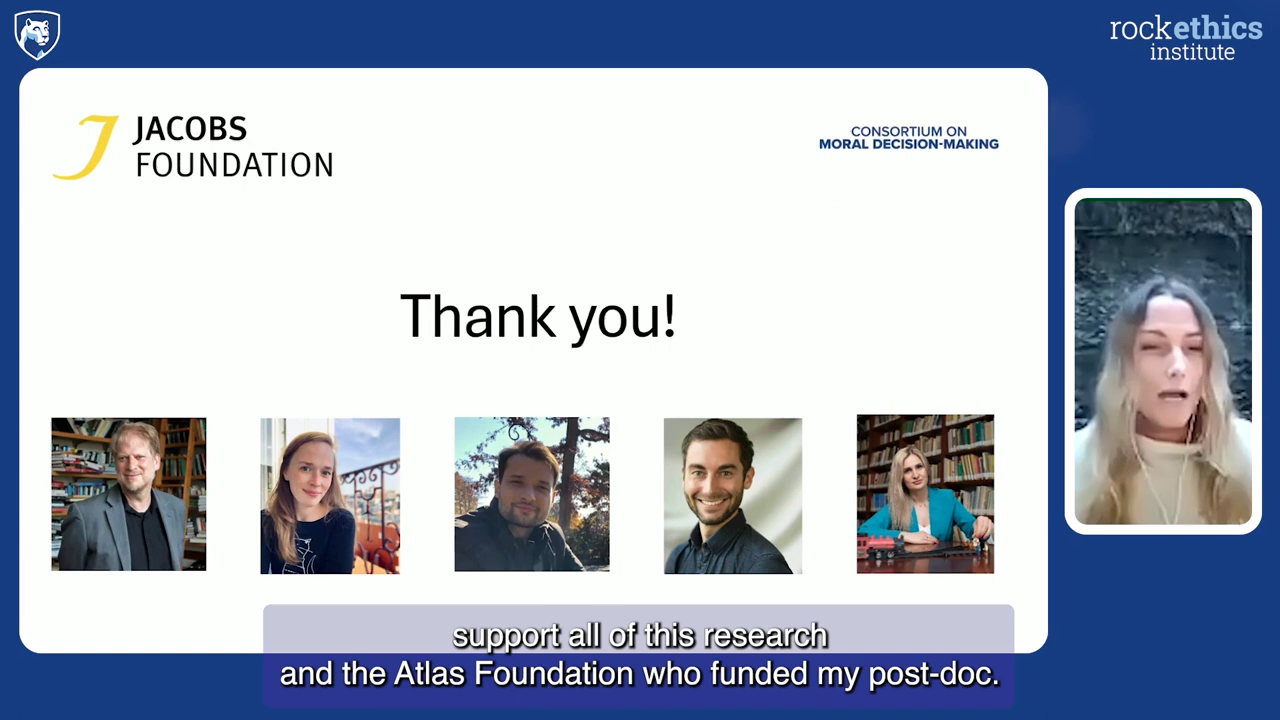 rockethics
institute
JACOBS
FOUNDATION
CONSORTIUM ON
MORAL DECISION-MAKING
Thank you!
support all of this research
and the Atlas Foundation who funded my post-doc.